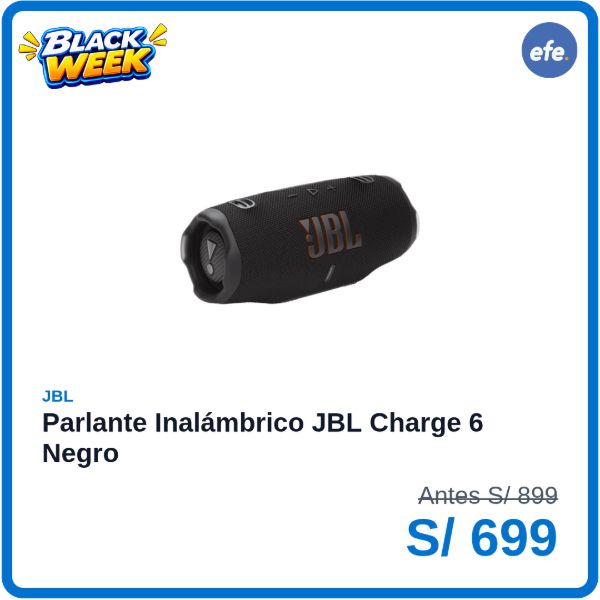 BLACK
WEEK
efe.
JBL
JBL
Parlante Inalámbrico JBL Charge 6
Negro
Antes S/ 899
S/ 699